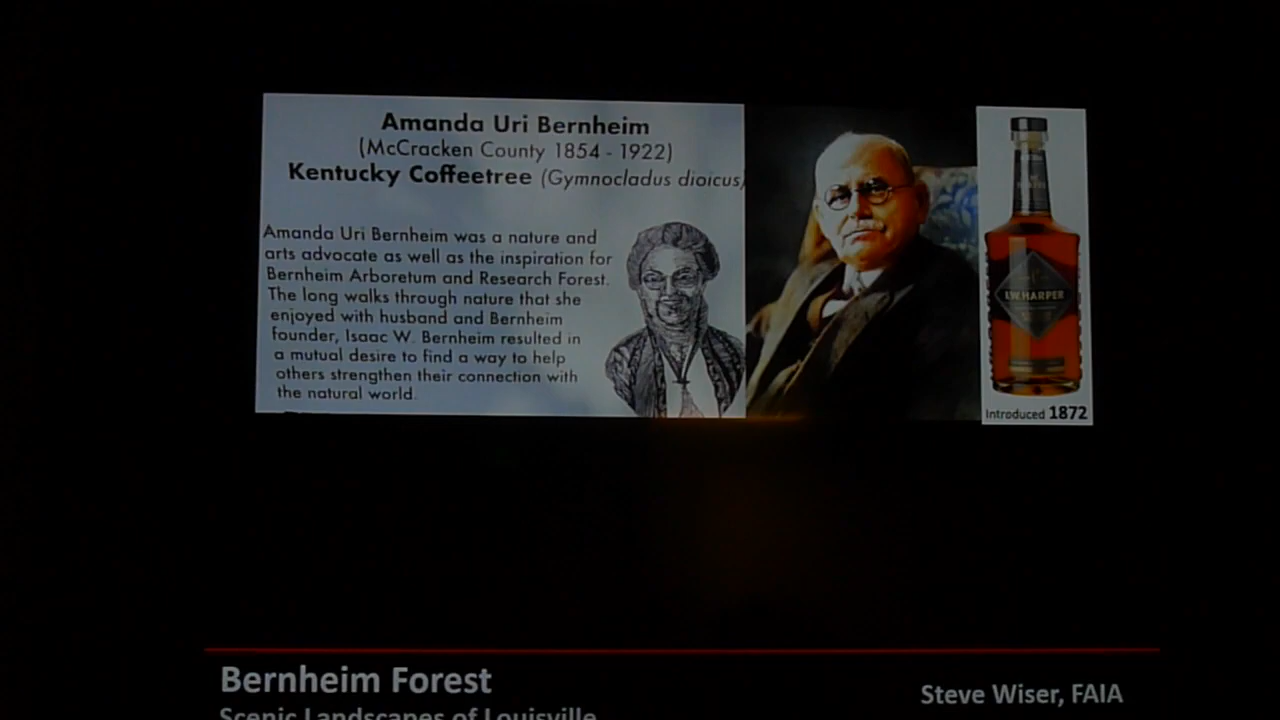 Amanda Uri Bernheim
(McCracken County 1854 - 1922)
Kentucky Coffeetree (Gymnocladus dioicus)
Amanda Uri Bernheim was a nature and
arts advocate as well as the inspiration for
Bernheim Arboretum and Research Forest.
The long walks through nature that she
enjoyed with husband and Bernheim
founder, Isaac W. Bernheim resulted in
a mutual desire to find a way to help
others strengthen their connection with
the natural world.
I.W. HARPER
Introduced 1872
Bernheim Forest
Steve Wiser, FAIA
Scenic Landscapes of Louisville